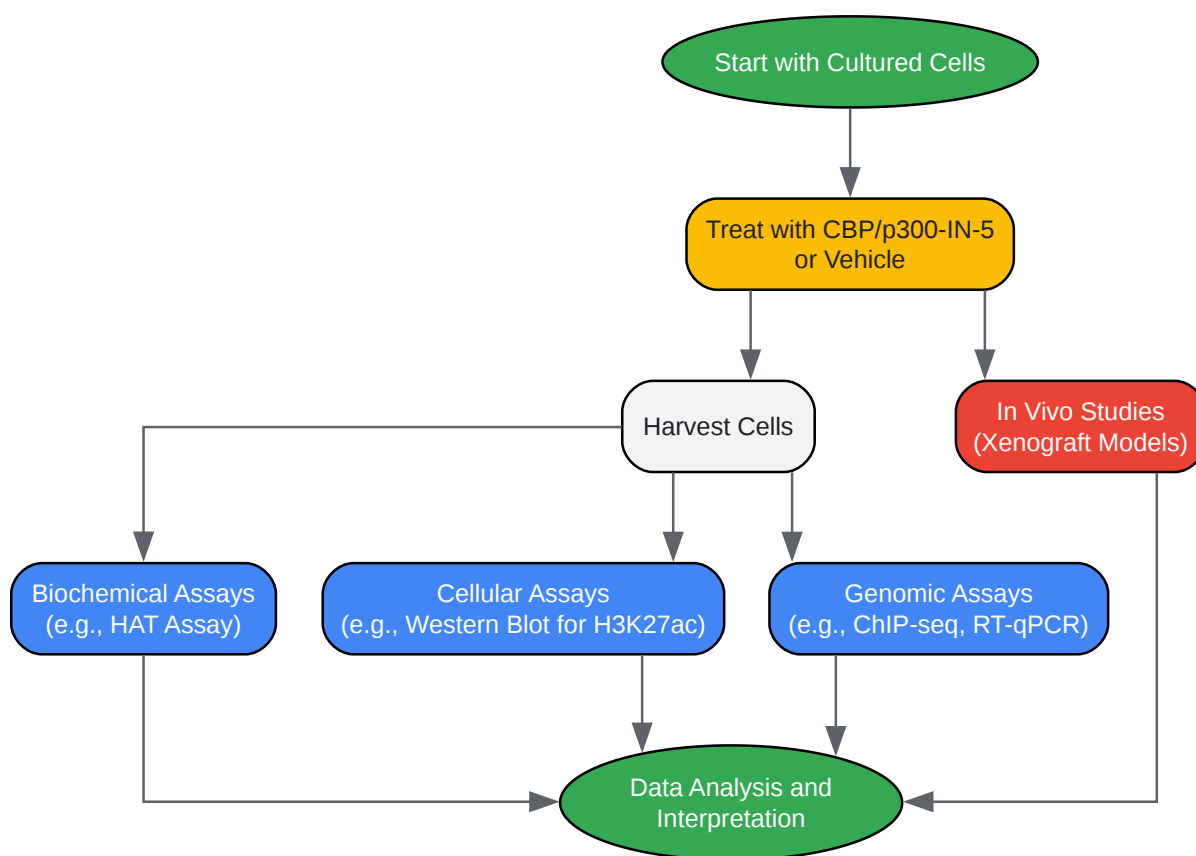 Start with Cultured Cells
Treat with CBP/p300-IN-5
or Vehicle
Harvest Cells
In Vivo Studies
(Xenograft Models)
Biochemical Assays
(e.g., HAT Assay)
Cellular Assays
(e.g., Western Blot for H3K27ac)
Genomic Assays
(e.g., ChIP-seq, RT-qPCR)
Data Analysis and
Interpretation